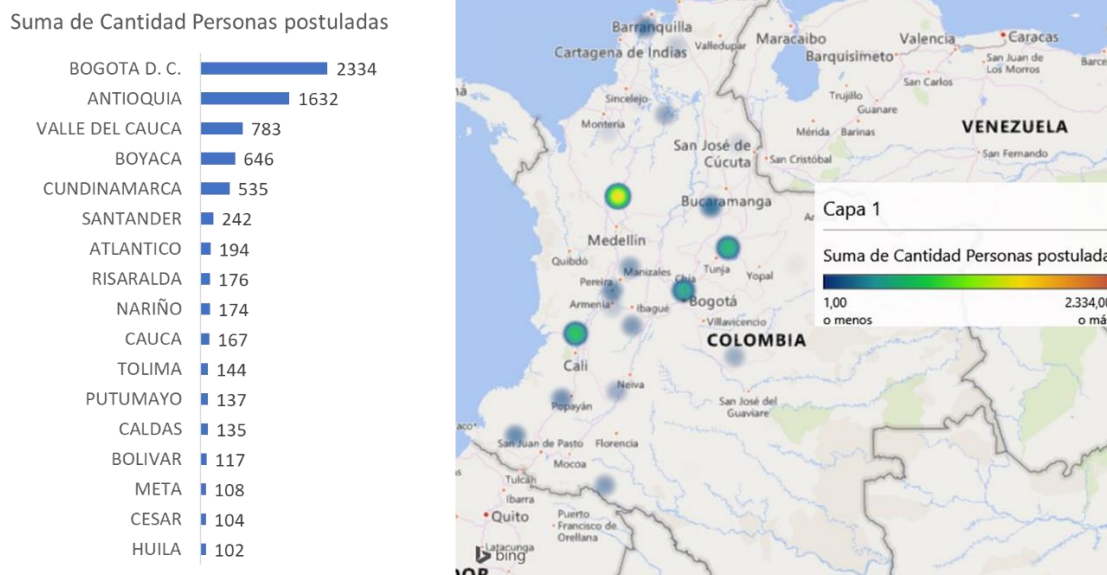 Suma de Cantidad Personas postuladas
BOGOTA D. C. 2334
ANTIOQUIA 1632
VALLE DEL CAUCA 783
BOYACA 646
CUNDINAMARCA 535
SANTANDER 242
ATLANTICO 194
RISARALDA 176
NARIÑO 174
CAUCA 167
TOLIMA 144
PUTUMAYO 137
CALDAS 135
BOLIVAR 117
META 108
CESAR 104
HUILA 102
Barranquilla
Cartagena de Indias
Valledupar
Maracaibo
Barquisimeto
Valencia
Caracas
San Juan de
Los Morros
San Carlos
Trujillo
Guanare
Sincelejo
Montería
Mérida
Barinas
VENEZUELA
San José de
Cúcuta
San Cristóbal
San Fernando
Bucaramanga
Capa 1
Suma de Cantidad Personas postulada
1,00
o menos
2.334,0
o má
Medellín
Quibdó
Manizales
Tunja
Yopal
Pereira
Chía
Armenia
Ibagué
Bogotá
Villavicencio
COLOMBIA
Cali
Neiva
Popayán
San José del
Guaviare
San Juan de Pasto
Florencia
Mocoa
Tulcán
Ibarra
Quito
Puerto
Francisco de
Orellana
Latacunga
bing